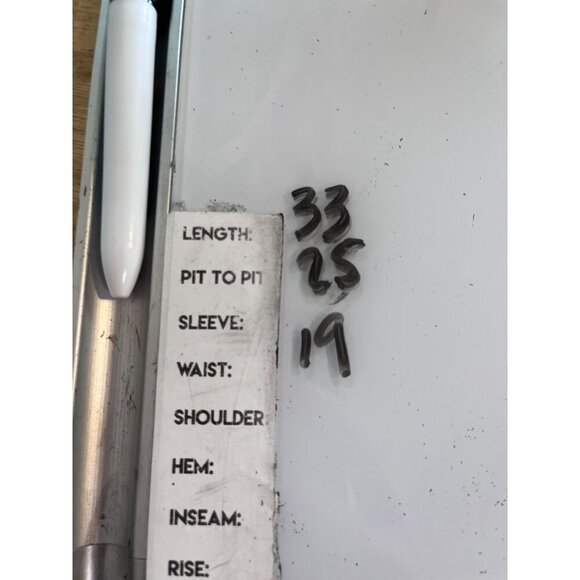 LENGTH: 33
PIT TO PIT 25
SLEEVE: 19
WAIST:
SHOULDER
HEM:
INSEAM:
RISE: